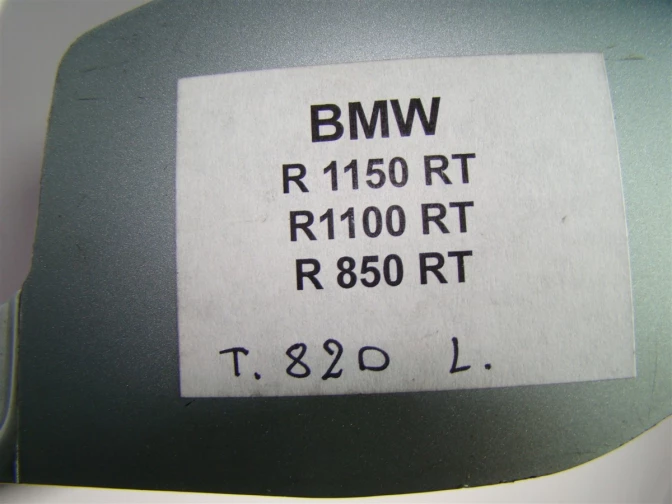 BMW
R 1150 RT
R1100 RT
R 850 RT
T. 820 L.